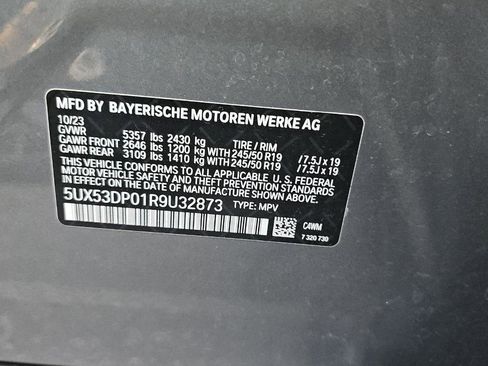 MFD BY BAYERISCHE MOTOREN WERKE AG
10/23
GVWR 5357 lbs 2430 kg TIRE / RIM
GAWR FRONT 2646 lbs 1200 kg WITH 245/50 R19 /7.5J x 19
GAWR REAR 3109 lbs 1410 kg WITH 245/50 R19 /7.5J x 19
THIS VEHICLE CONFORMS TO ALL APPLICABLE U. S. FEDERAL
MOTOR VEHICLE SAFETY, BUMPER, AND THEFT PREVENTION
STANDARDS IN EFFECT ON THE DATE OF MANUFACTURE SHOWN ABOVE.
5UX53DP01R9U32873 TYPE: MPV
C4WM
7 320 730